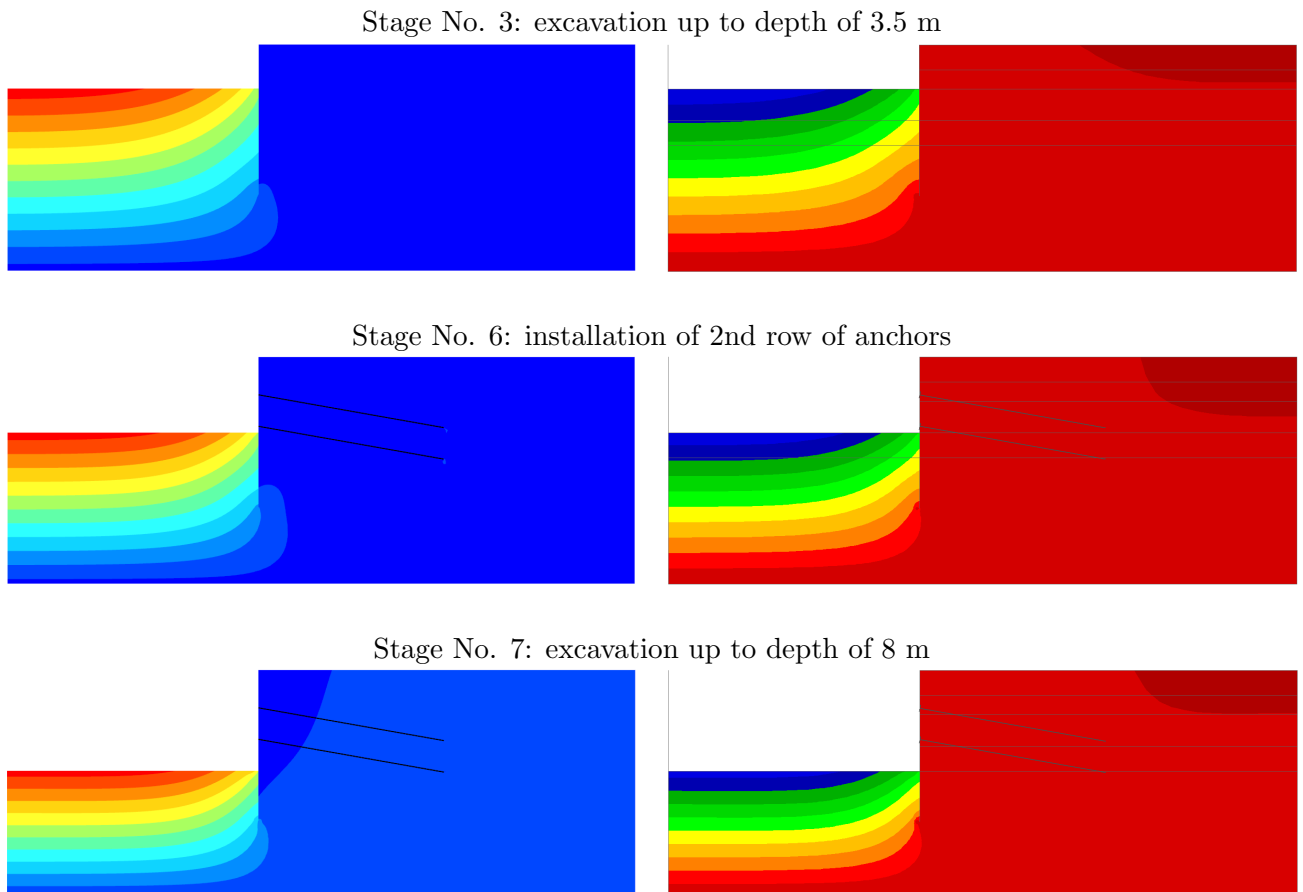 Stage No. 3: excavation up to depth of 3.5 m
Stage No. 6: installation of 2nd row of anchors
Stage No. 7: excavation up to depth of 8 m